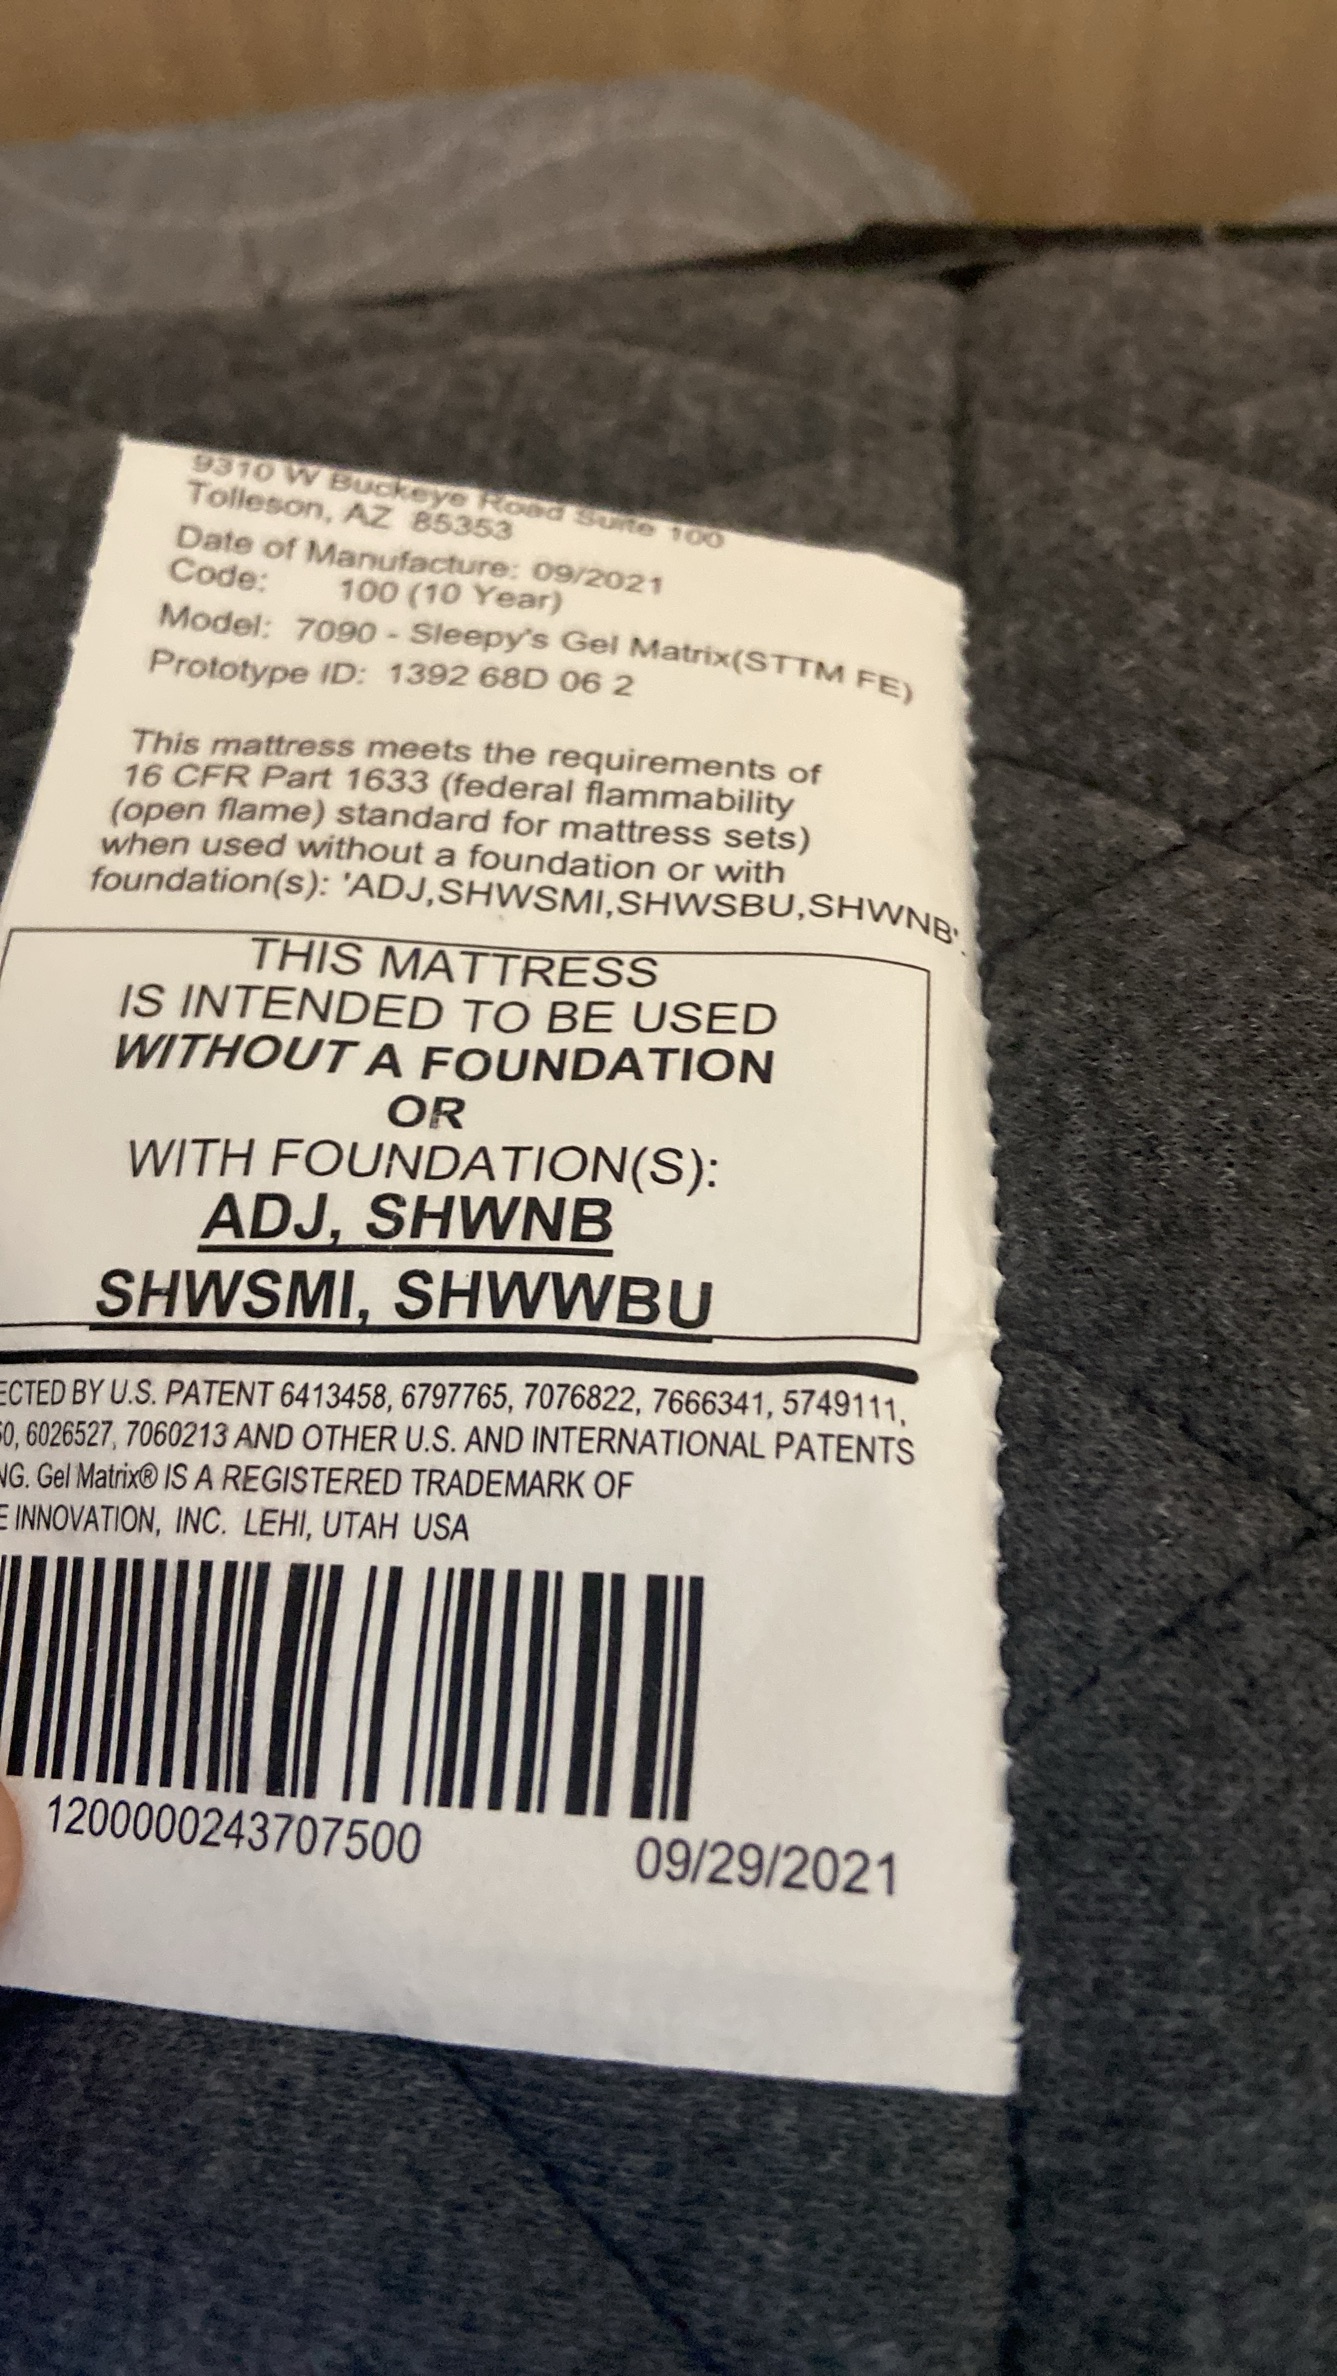 9310 W Buckeye Road Suite 100
Tolleson, AZ 85353
Date of Manufacture: 09/2021
Code: 100 (10 Year)
Model: 7090 - Sleepy's Gel Matrix(STTM FE)
Prototype ID: 1392 68D 06 2
This mattress meets the requirements of
16 CFR Part 1633 (federal flammability
(open flame) standard for mattress sets)
when used without a foundation or with
foundation(s): 'ADJ,SHWSMI,SHWSBU,SHWNB'.
THIS MATTRESS
IS INTENDED TO BE USED
WITHOUT A FOUNDATION
OR
WITH FOUNDATION(S):
ADJ, SHWNB
SHWSMI, SHWWBU
ECTED BY U.S. PATENT 6413458, 6797765, 7076822, 7666341, 5749111,
0, 6026527, 7060213 AND OTHER U.S. AND INTERNATIONAL PATENTS
NG. Gel Matrix® IS A REGISTERED TRADEMARK OF
E INNOVATION, INC. LEHI, UTAH USA
1200000243707500 09/29/2021